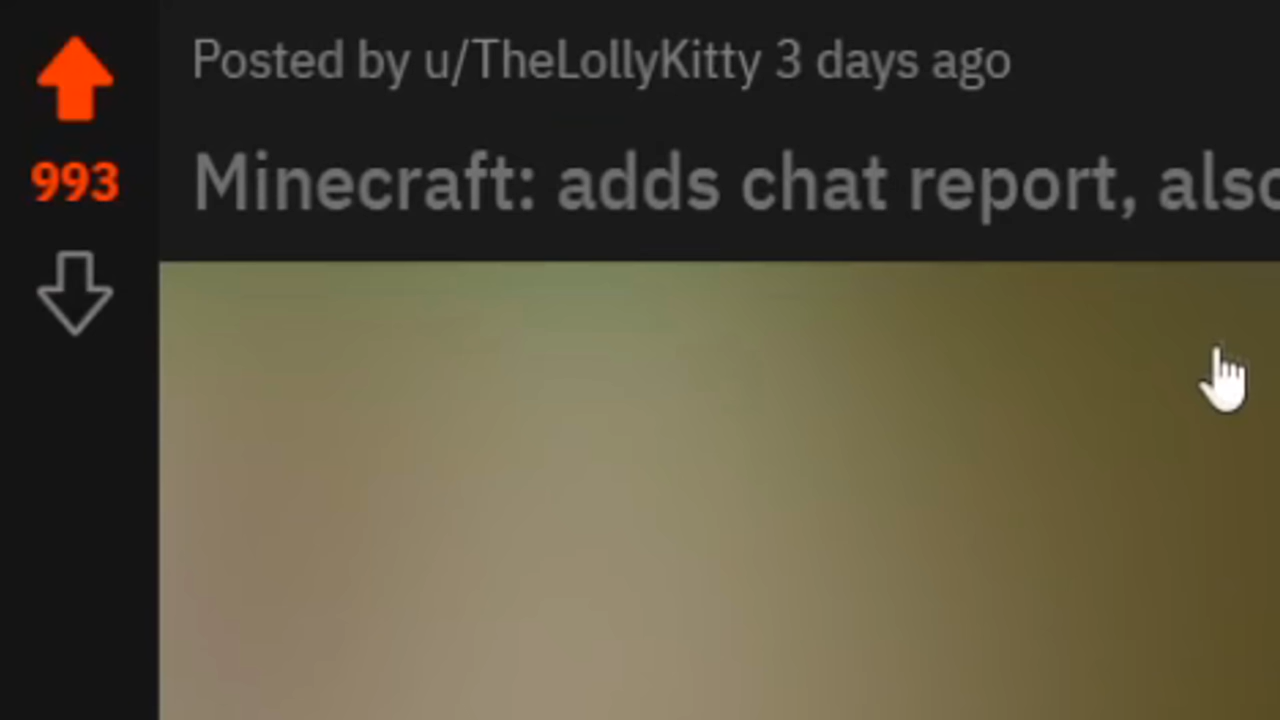 Posted by u/TheLollyKitty 3 days ago
993
Minecraft: adds chat report, also